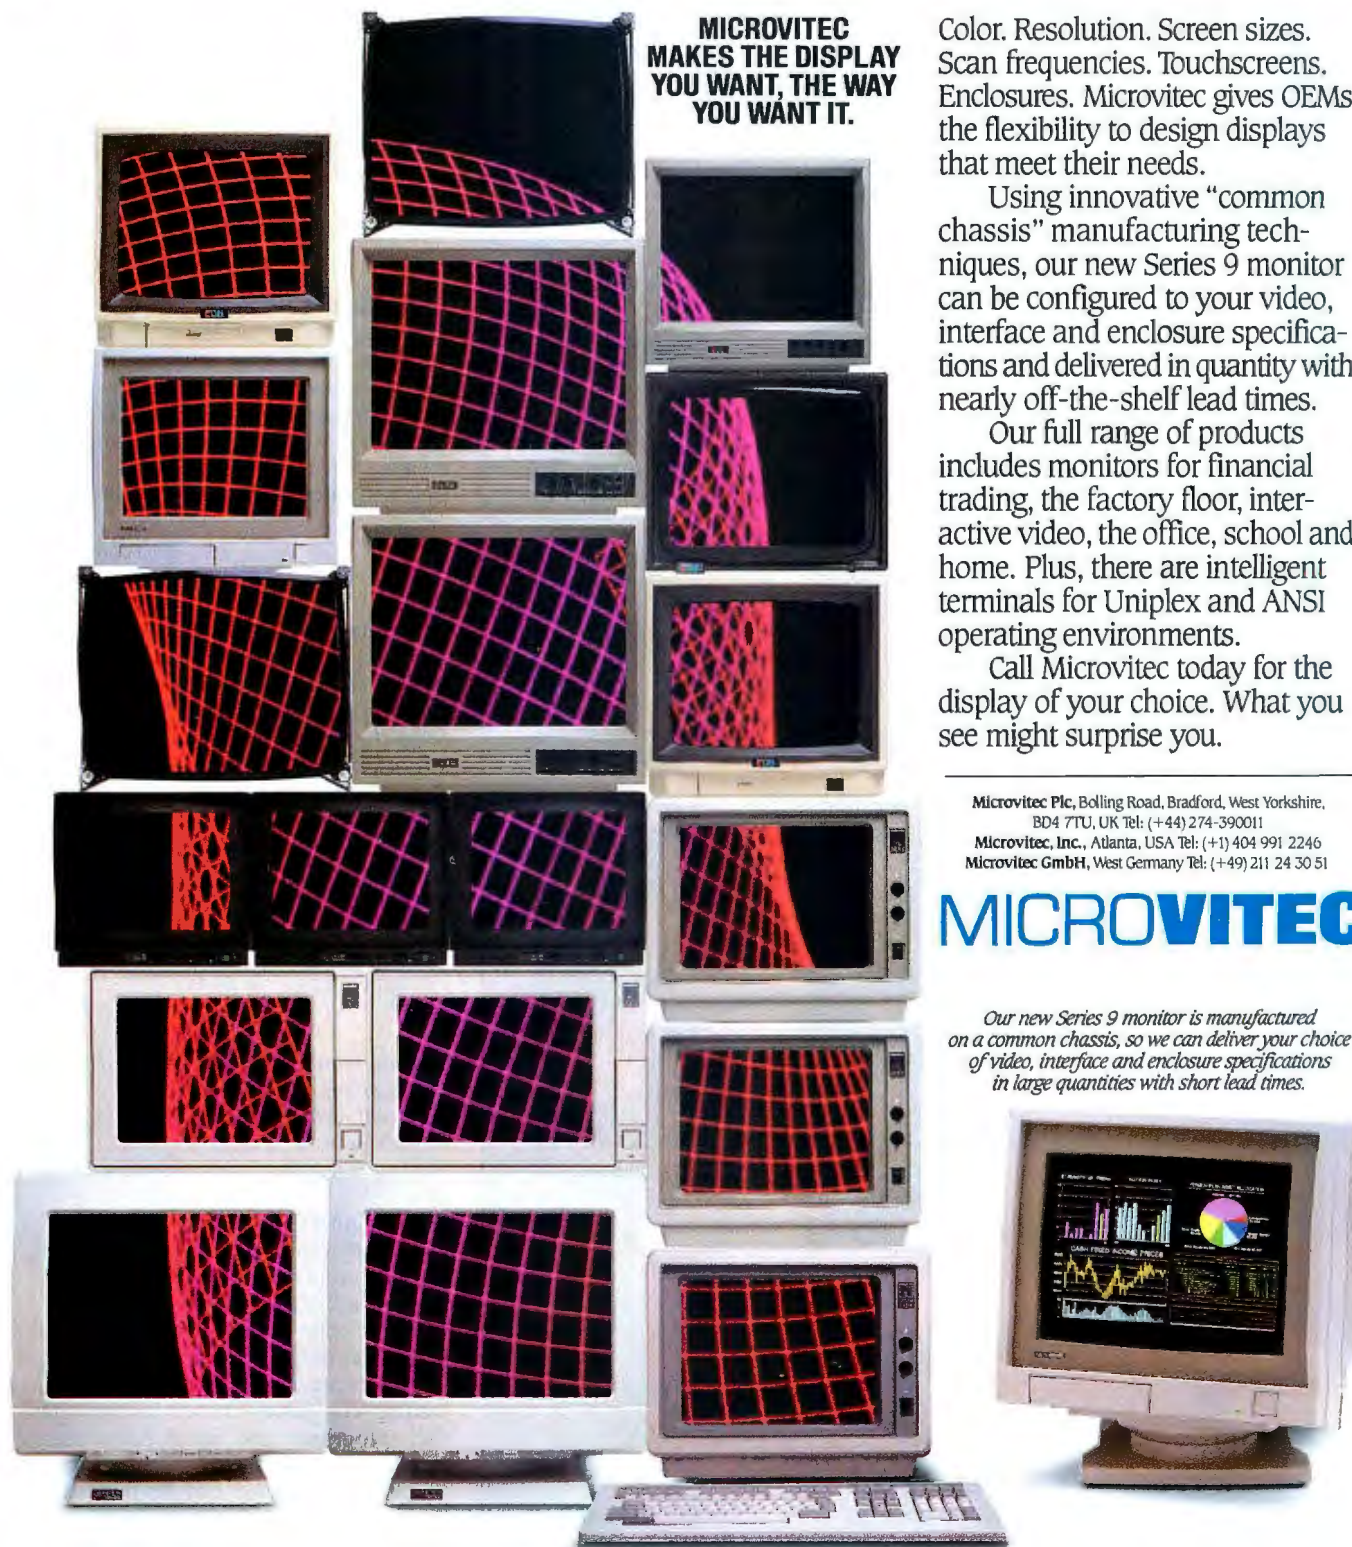 MICROVITEC
MAKES THE DISPLAY
YOU WANT, THE WAY
YOU WANT IT.
Color. Resolution. Screen sizes.
Scan frequencies. Touchscreens.
Enclosures. Microvitec gives OEMs
the flexibility to design displays
that meet their needs.
Using innovative “common
chassis” manufacturing tech-
niques, our new Series 9 monitor
can be configured to your video,
interface and enclosure specifica-
tions and delivered in quantity with
nearly off-the-shelf lead times.
Our full range of products
includes monitors for financial
trading, the factory floor, inter-
active video, the office, school and
home. Plus, there are intelligent
terminals for Uniplex and ANSI
operating environments.
Call Microvitec today for the
display of your choice. What you
see might surprise you.
Microvitec Plc, Bolling Road, Bradford, West Yorkshire,
BD4 7TU, UK Tel: (+44) 274-390011
Microvitec, Inc., Atlanta, USA Tel: (+1) 404 991 2246
Microvitec GmbH, West Germany Tel: (+49) 211 24 30 51
MICROVITEC
Our new Series 9 monitor is manufactured
on a common chassis, so we can deliver your choice
of video, interface and enclosure specifications
in large quantities with short lead times.
CASH FIXED INCOME PRICES